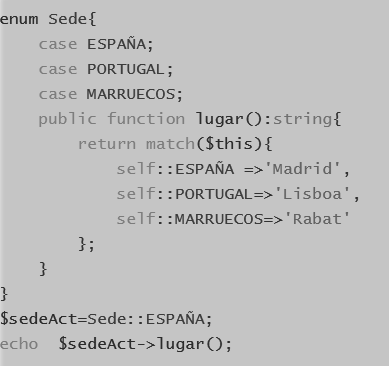 enum Sede{
    case ESPAÑA;
    case PORTUGAL;
    case MARRUECOS;
    public function lugar():string{
        return match($this){
            self::ESPAÑA =>'Madrid',
            self::PORTUGAL=>'Lisboa',
            self::MARRUECOS=>'Rabat'
        };
    }
}
$sedeAct=Sede::ESPAÑA;
echo  $sedeAct->lugar();